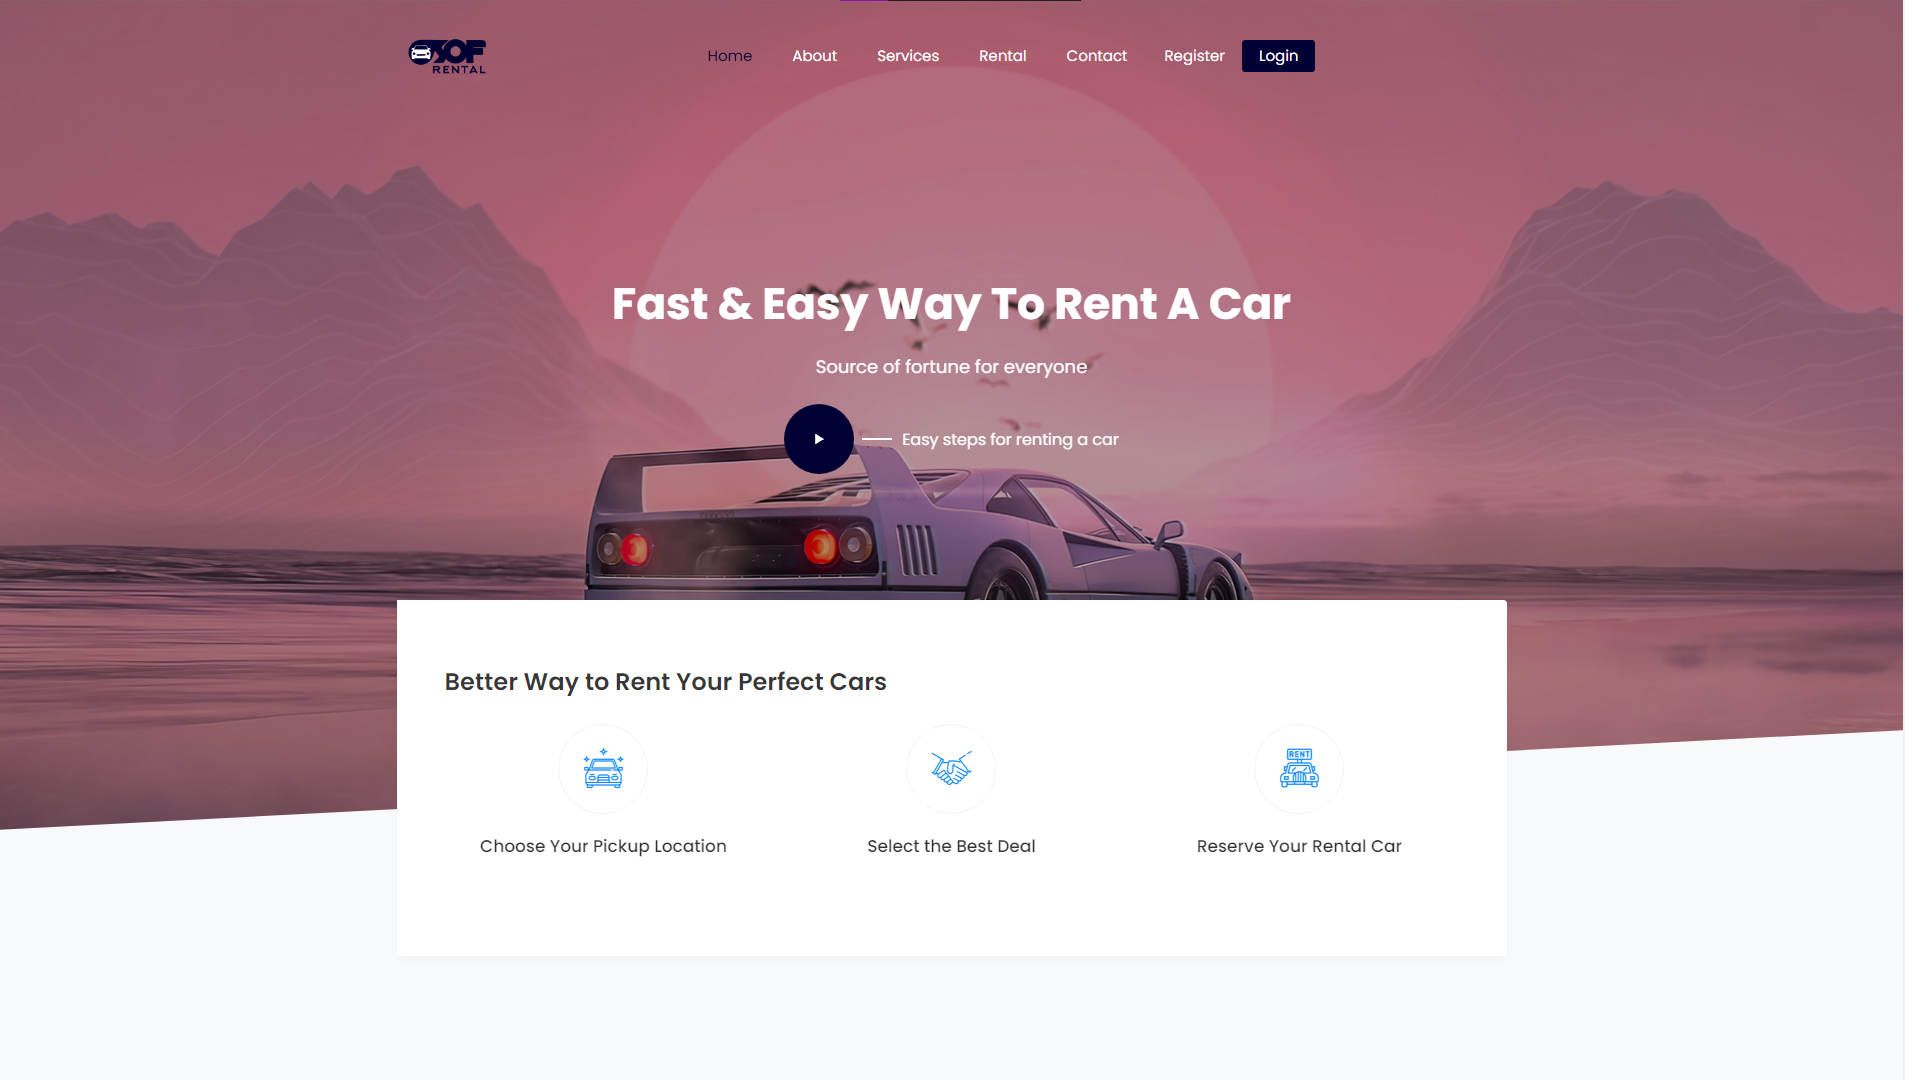 SOF
RENTAL
Home
About
Services
Rental
Contact
Register
Login
Fast & Easy Way To Rent A Car
Source of fortune for everyone
Easy steps for renting a car
Better Way to Rent Your Perfect Cars
RENT
Choose Your Pickup Location
Select the Best Deal
Reserve Your Rental Car